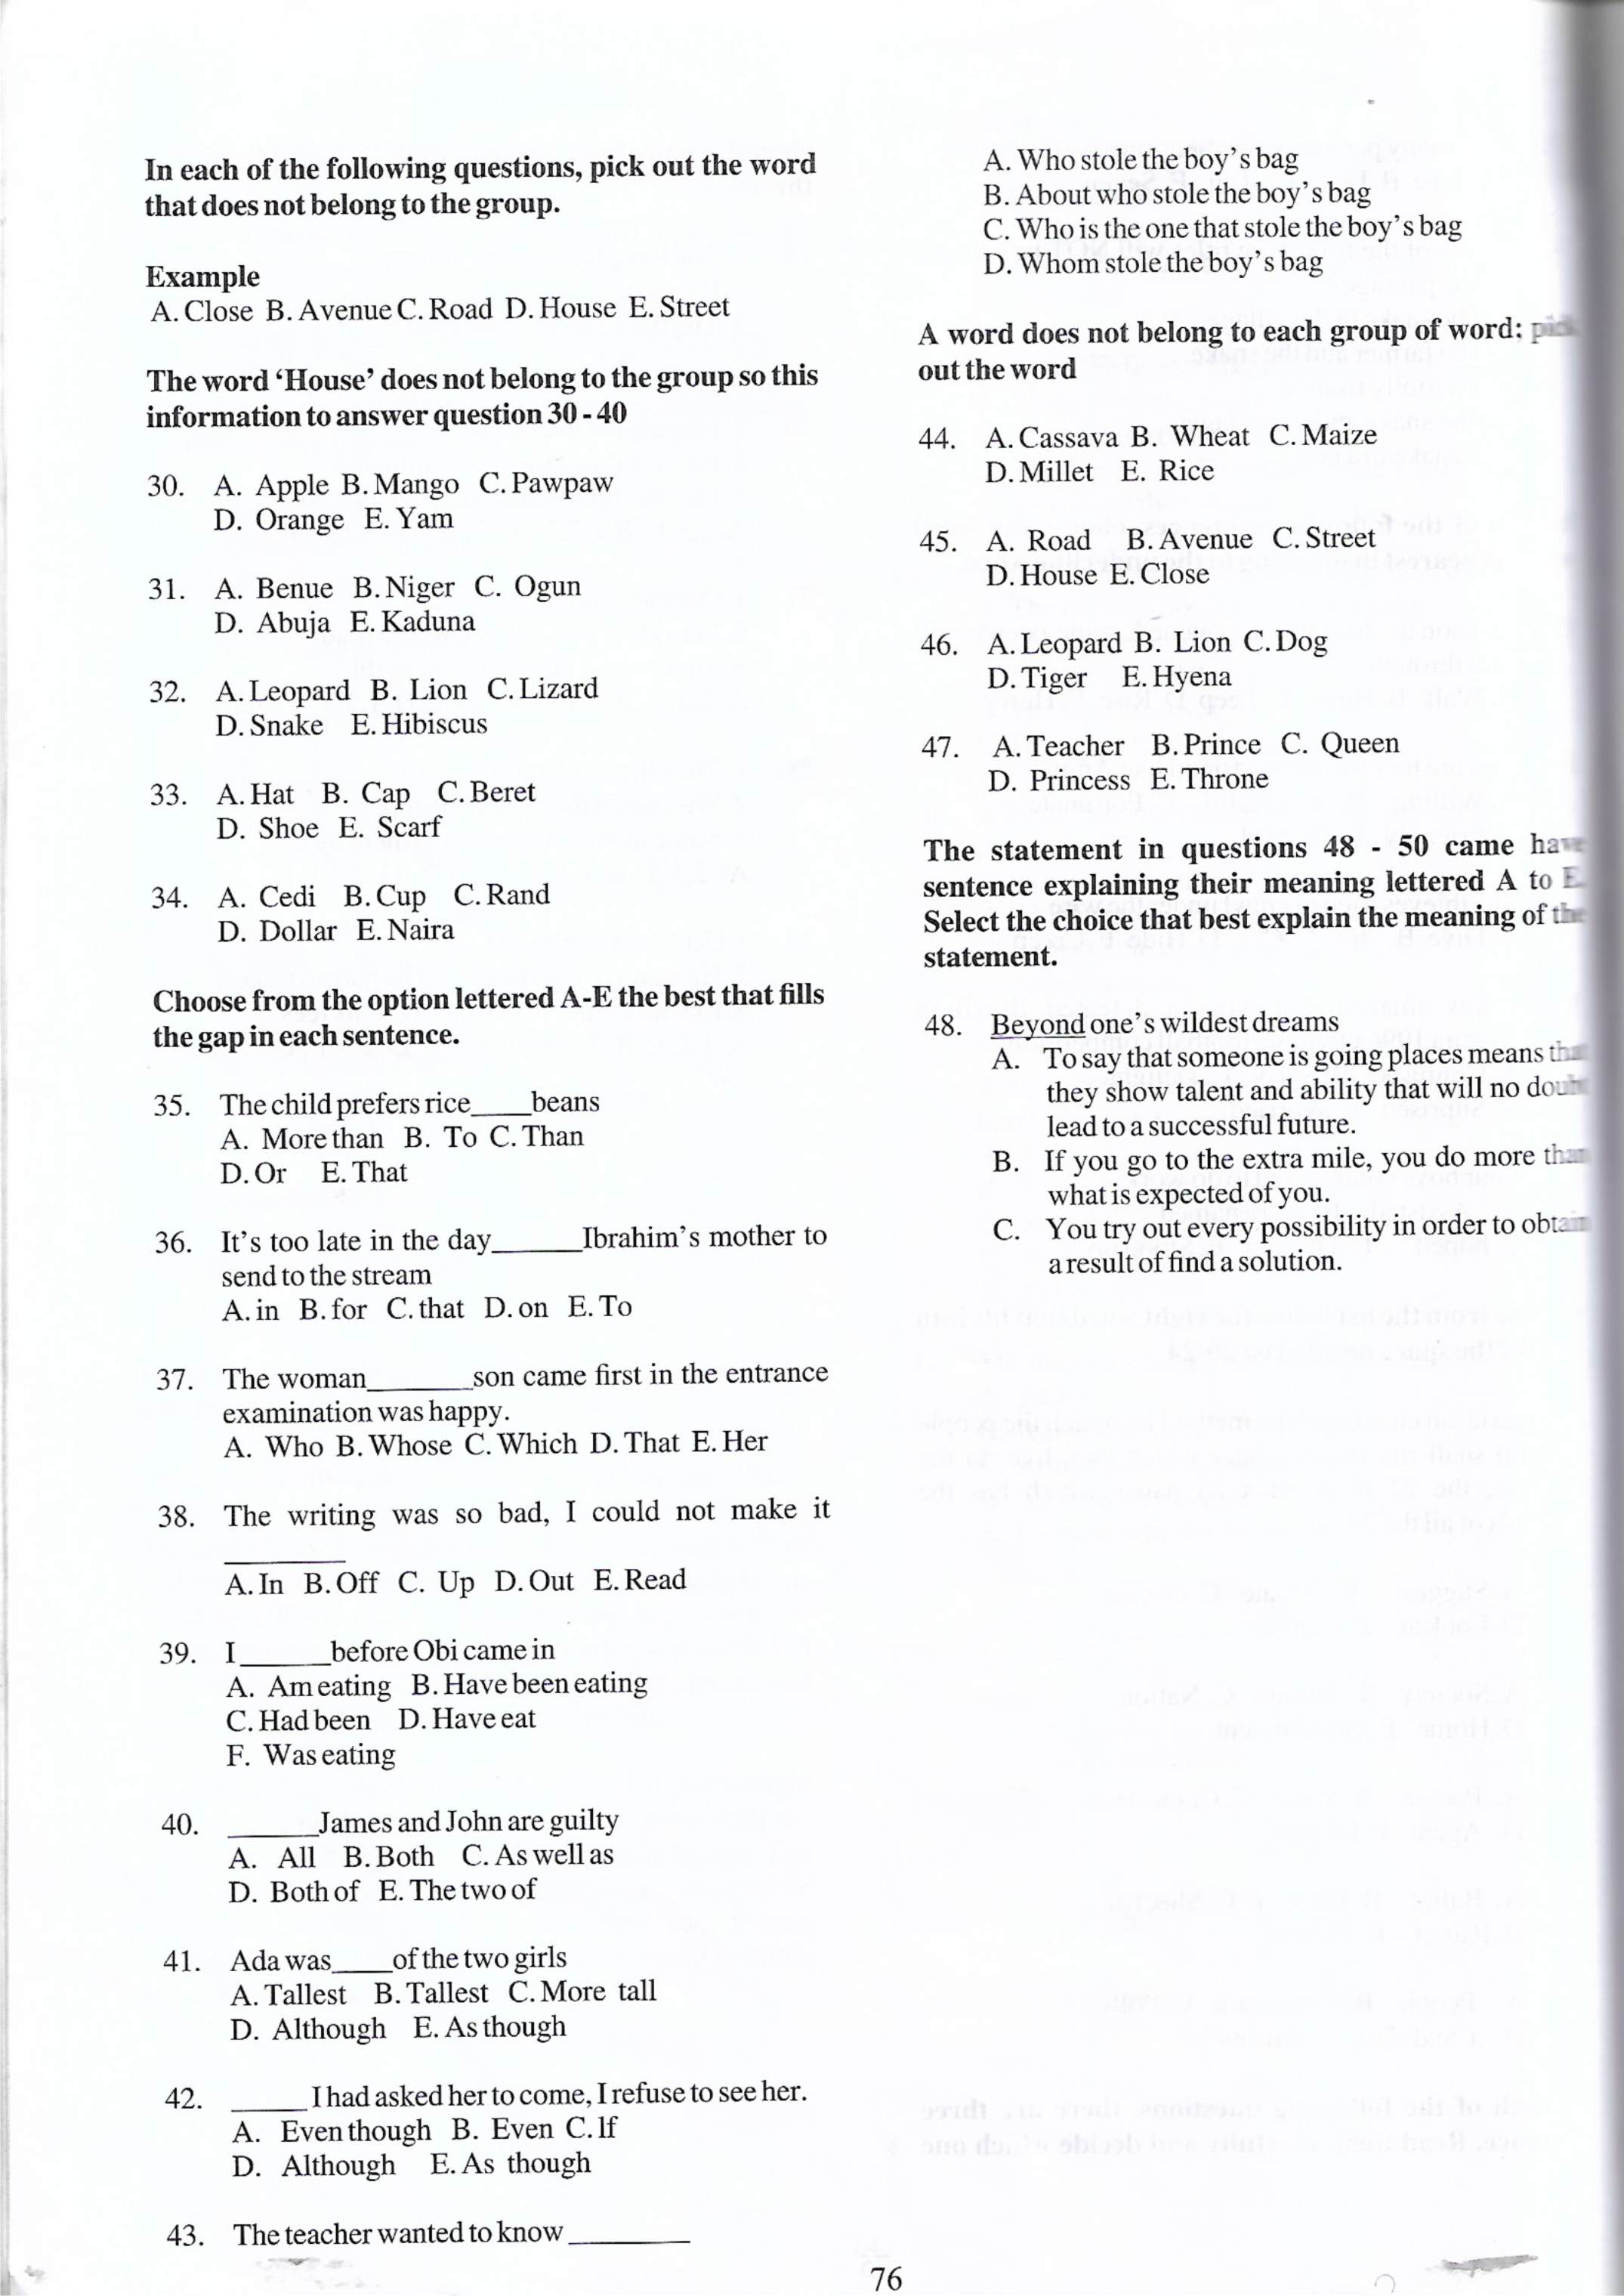 In each of the following questions, pick out the word
that does not belong to the group.
Example
A. Close B. Avenue C. Road D. House E. Street
The word ‘House’ does not belong to the group so this
information to answer question 30 - 40
30. A. Apple B. Mango C. Pawpaw
D. Orange E. Yam
31. A. Benue B. Niger C. Ogun
D. Abuja E. Kaduna
32. A. Leopard B. Lion C. Lizard
D. Snake E. Hibiscus
33. A. Hat B. Cap C. Beret
D. Shoe E. Scarf
34. A. Cedi B. Cup C. Rand
D. Dollar E. Naira
Choose from the option lettered A-E the best that fills
the gap in each sentence.
35. The child prefers rice____beans
A. More than B. To C. Than
D. Or E. That
36. It’s too late in the day______Ibrahim’s mother to
send to the stream
A. in B. for C. that D. on E. To
37. The woman_______son came first in the entrance
examination was happy.
A. Who B. Whose C. Which D. That E. Her
38. The writing was so bad, I could not make it
________
A. In B. Off C. Up D. Out E. Read
39. I______before Obi came in
A. Am eating B. Have been eating
C. Had been D. Have eat
F. Was eating
40. ______James and John are guilty
A. All B. Both C. As well as
D. Both of E. The two of
41. Ada was____of the two girls
A. Tallest B. Tallest C. More tall
D. Although E. As though
42. _____I had asked her to come, I refuse to see her.
A. Even though B. Even C. If
D. Although E. As though
43. The teacher wanted to know ________
A. Who stole the boy’s bag
B. About who stole the boy’s bag
C. Who is the one that stole the boy’s bag
D. Whom stole the boy’s bag
A word does not belong to each group of word; pick
out the word
44. A. Cassava B. Wheat C. Maize
D. Millet E. Rice
45. A. Road B. Avenue C. Street
D. House E. Close
46. A. Leopard B. Lion C. Dog
D. Tiger E. Hyena
47. A. Teacher B. Prince C. Queen
D. Princess E. Throne
The statement in questions 48 - 50 came have
sentence explaining their meaning lettered A to E.
Select the choice that best explain the meaning of the
statement.
48. Beyond one’s wildest dreams
A. To say that someone is going places means that
they show talent and ability that will no doubt
lead to a successful future.
B. If you go to the extra mile, you do more than
what is expected of you.
C. You try out every possibility in order to obtain
a result of find a solution.
76